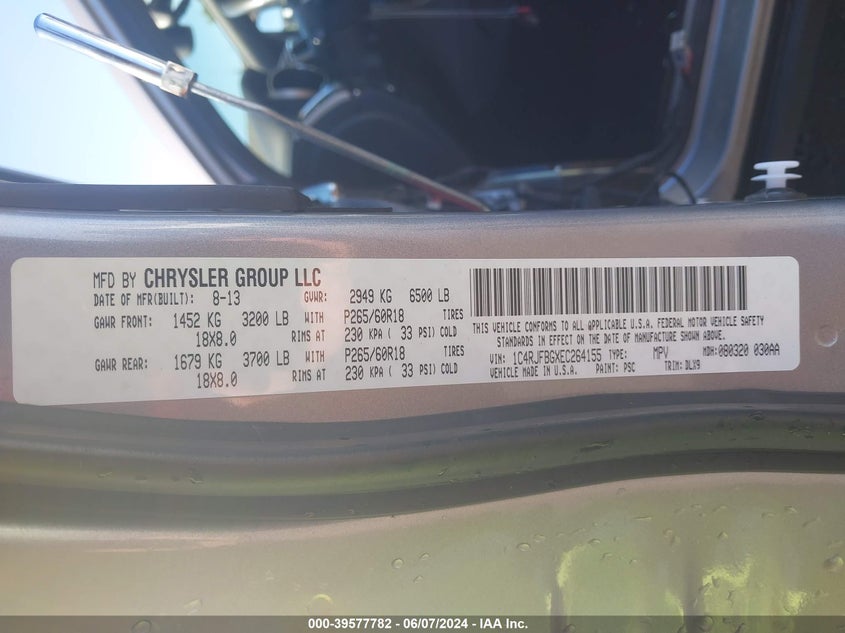 MFD BY CHRYSLER GROUP LLC
DATE OF MFR(BUILT): 8-13 GVWR: 2949 KG 6500 LB
GAWR FRONT: 1452 KG 3200 LB WITH P265/60R18 TIRES
18X8.0 RIMS AT 230 KPA ( 33 PSI) COLD
GAWR REAR: 1679 KG 3700 LB WITH P265/60R18 TIRES
18X8.0 RIMS AT 230 KPA ( 33 PSI) COLD
THIS VEHICLE CONFORMS TO ALL APPLICABLE U.S.A. FEDERAL MOTOR VEHICLE SAFETY
STANDARDS IN EFFECT ON THE DATE OF MANUFACTURE SHOWN ABOVE.
VIN: 1C4RJFBGXEC264155 TYPE: MPV MDH: 080320 030AA
VEHICLE MADE IN U.S.A. PAINT: PSC TRIM: DLX9
000-39577782 - 06/07/2024 - IAA Inc.